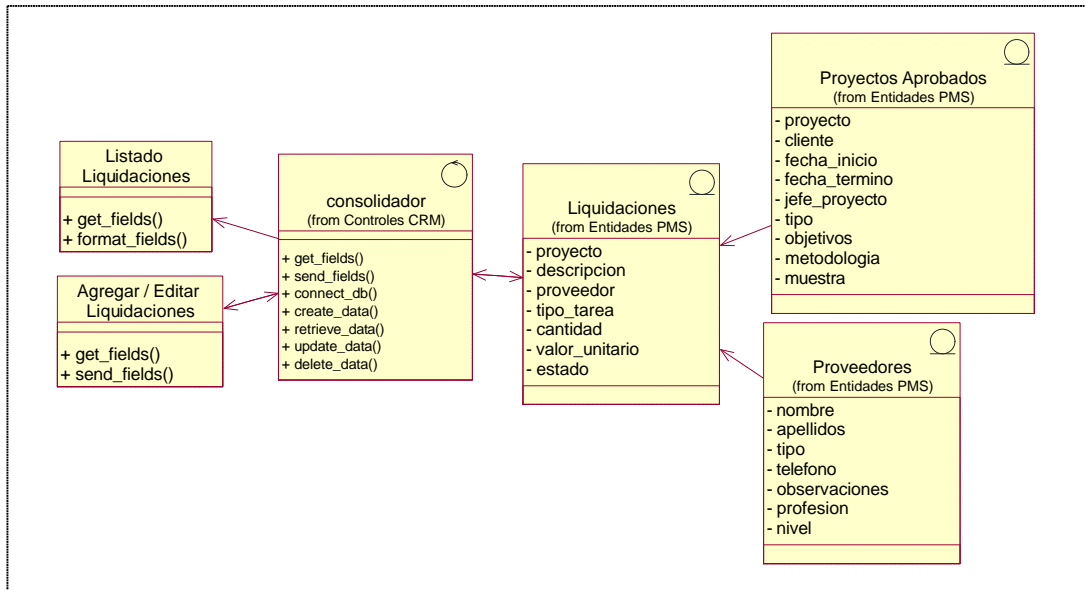 Listado
Liquidaciones
+ get_fields()
+ format_fields()
Agregar / Editar
Liquidaciones
+ get_fields()
+ send_fields()
consolidador
(from Controles CRM)
+ get_fields()
+ send_fields()
+ connect_db()
+ create_data()
+ retrieve_data()
+ update_data()
+ delete_data()
Liquidaciones
(from Entidades PMS)
- proyecto
- descripcion
- proveedor
- tipo_tarea
- cantidad
- valor_unitario
- estado
Proyectos Aprobados
(from Entidades PMS)
- proyecto
- cliente
- fecha_inicio
- fecha_termino
- jefe_proyecto
- tipo
- objetivos
- metodologia
- muestra
Proveedores
(from Entidades PMS)
- nombre
- apellidos
- tipo
- telefono
- observaciones
- profesion
- nivel